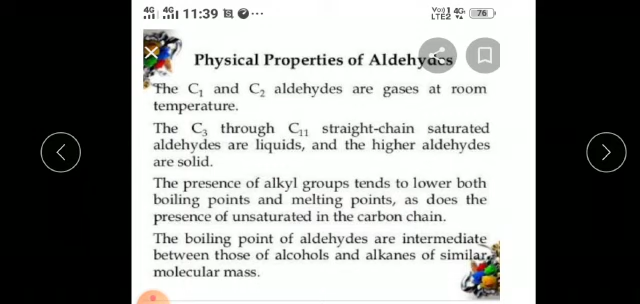 4G 4G 11:39
Vo)) 4G
LTE2 76
Physical Properties of Aldehydes
The C₁ and C₂ aldehydes are gases at room
temperature.
The C₃ through C₁₁ straight-chain saturated
aldehydes are liquids, and the higher aldehydes
are solid.
The presence of alkyl groups tends to lower both
boiling points and melting points, as does the
presence of unsaturated in the carbon chain.
The boiling point of aldehydes are intermediate
between those of alcohols and alkanes of similar
molecular mass.